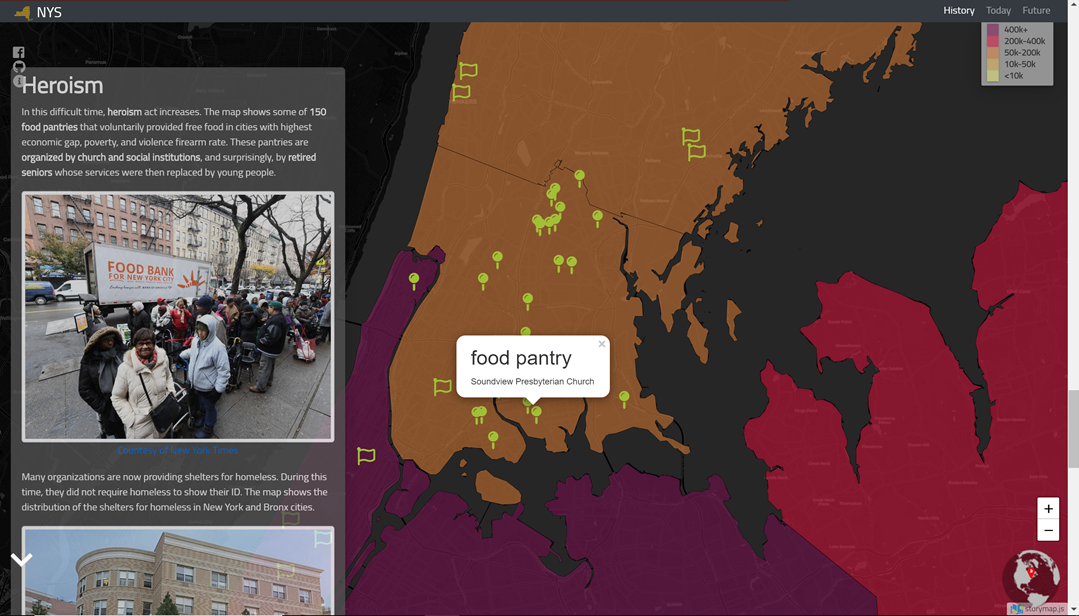 NYS
History Today Future
400k+
200k-400k
50k-200k
10k-50k
<10k
Heroism
In this difficult time, heroism act increases. The map shows some of 150
food pantries that voluntarily provided free food in cities with highest
economic gap, poverty, and violence firearm rate. These pantries are
organized by church and social institutions, and surprisingly, by retired
seniors whose services were then replaced by young people.
FOOD BANK
FOR NEW YORK CITY
food pantry
×
Soundview Presbyterian Church
Courtesy of New York Times
Many organizations are now providing shelters for homeless. During this
time, they did not require homeless to show their ID. The map shows the
distribution of the shelters for homeless in New York and Bronx cities.
+
−
storymap.js